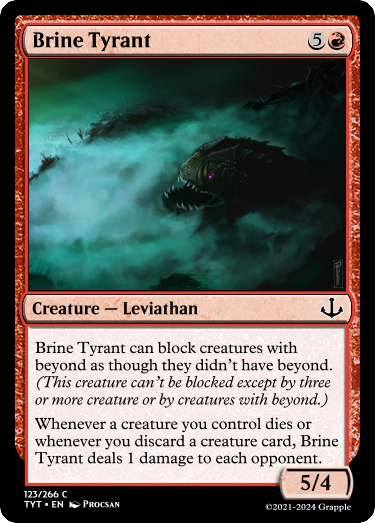 Brine Tyrant
5
Creature — Leviathan
Brine Tyrant can block creatures with
beyond as though they didn't have beyond.
(This creature can't be blocked except by three
or more creature or by creatures with beyond.)
Whenever a creature you control dies or
whenever you discard a creature card, Brine
Tyrant deals 1 damage to each opponent.
5/4
123/266 C
TYT • EN Procsan
©2021-2024 Grapple